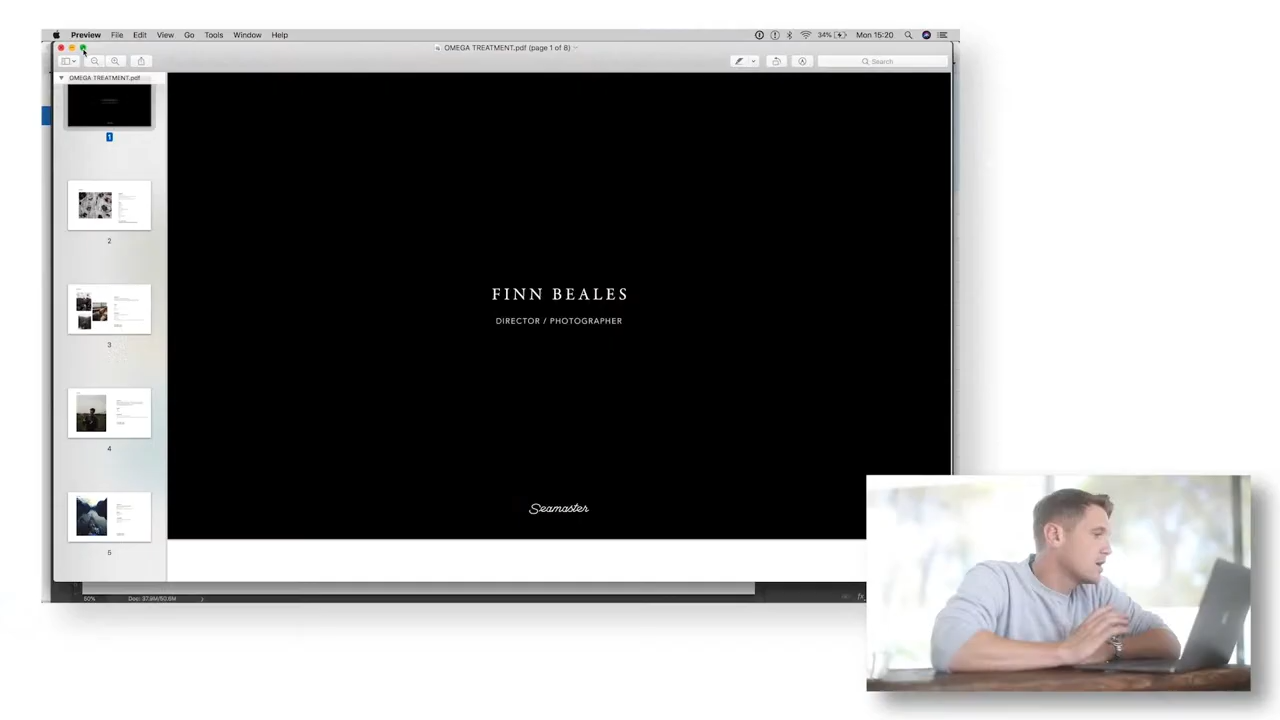 Preview File Edit View Go Tools Window Help
34% Mon 15:20
OMEGA TREATMENT.pdf (page 1 of 8)
Search
OMEGA TREATMENT.pdf
1
2
3
4
5
FINN BEALES
DIRECTOR / PHOTOGRAPHER
Seamaster